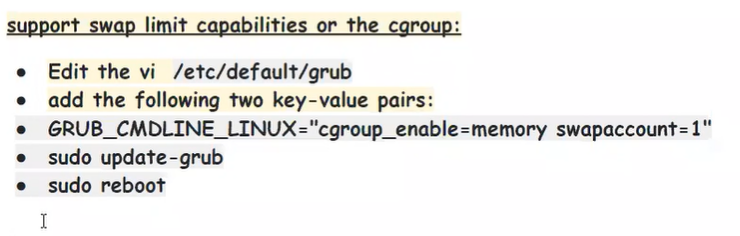 support swap limit capabilities or the cgroup:
• Edit the vi /etc/default/grub
• add the following two key-value pairs:
• GRUB_CMDLINE_LINUX="cgroup_enable=memory swapaccount=1"
• sudo update-grub
• sudo reboot